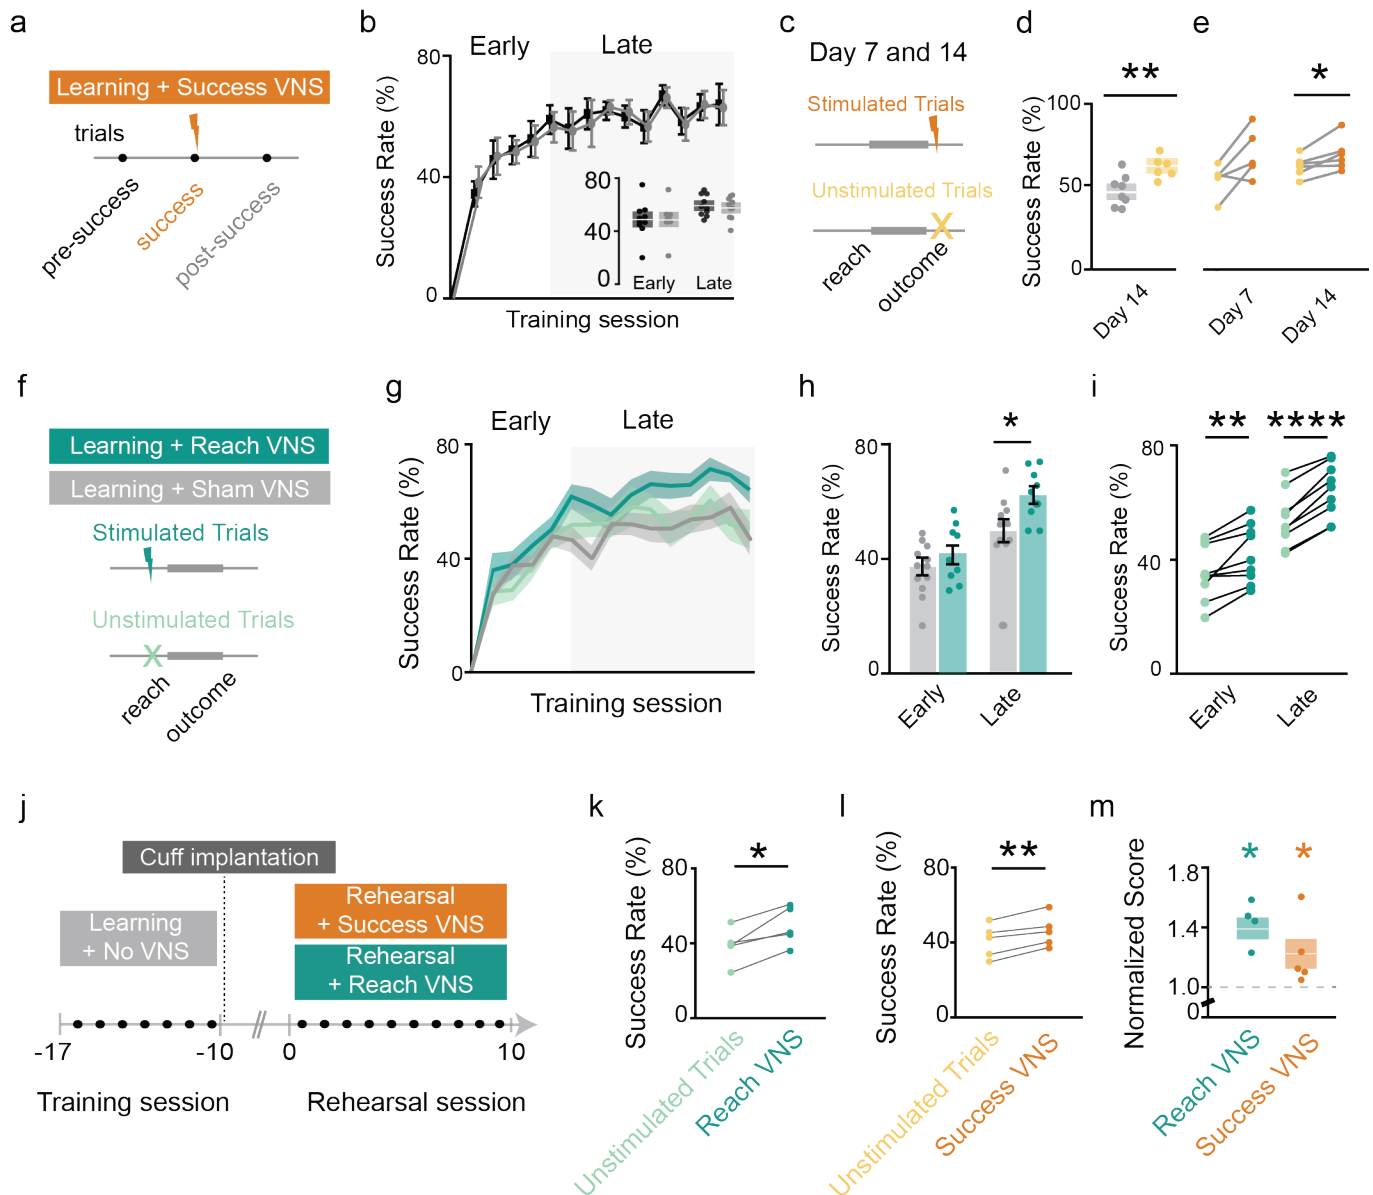 a
Learning + Success VNS
trials
pre-success
success
post-success
b
Early
Late
Success Rate (%)
80
40
0
80
40
0
Early
Late
Training session
c
Day 7 and 14
Stimulated Trials
Unstimulated Trials
X
reach
outcome
d
**
Success Rate (%)
100
50
0
Day 14
e
*
Day 7
Day 14
f
Learning + Reach VNS
Learning + Sham VNS
Stimulated Trials
Unstimulated Trials
X
reach
outcome
g
Early
Late
Success Rate (%)
80
40
0
Training session
h
*
Success Rate (%)
80
40
0
Early
Late
i
**
****
Success Rate (%)
80
40
0
Early
Late
j
Cuff implantation
Learning
+ No VNS
Rehearsal
+ Success VNS
Rehearsal
+ Reach VNS
-17
-10
0
10
Training session
Rehearsal session
k
*
Success Rate (%)
80
40
0
Unstimulated Trials
Reach VNS
l
**
Success Rate (%)
80
40
0
Unstimulated Trials
Success VNS
m
*
*
Normalized Score
1.8
1.4
1.0
0
Reach VNS
Success VNS